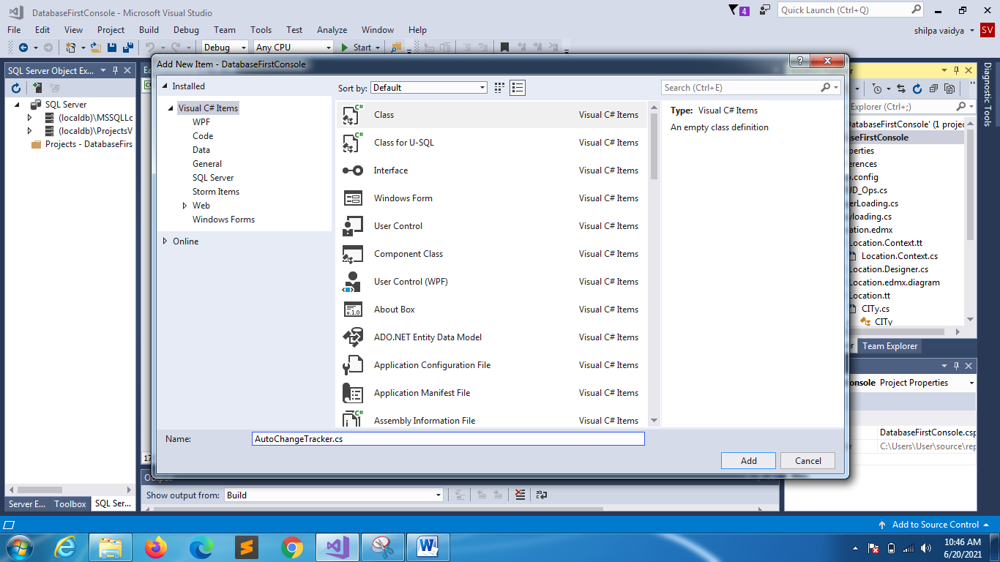 DatabaseFirstConsole - Microsoft Visual Studio
4
Quick Launch (Ctrl+Q)
File Edit View Project Build Debug Team Tools Test Analyze Window Help
shilpa vaidya SV
Debug Any CPU Start
SQL Server Object Ex...
SQL Server
(localdb)\MSSQLLo
(localdb)\ProjectsV
Projects - DatabaseFirs
Server E... Toolbox SQL Ser...
Add New Item - DatabaseFirstConsole
Installed
Visual C# Items
WPF
Code
Data
General
SQL Server
Storm Items
Web
Windows Forms
Online
Sort by: Default
Search (Ctrl+E)
Class Visual C# Items
Class for U-SQL Visual C# Items
Interface Visual C# Items
Windows Form Visual C# Items
User Control Visual C# Items
Component Class Visual C# Items
User Control (WPF) Visual C# Items
About Box Visual C# Items
ADO.NET Entity Data Model Visual C# Items
Application Configuration File Visual C# Items
Application Manifest File Visual C# Items
Assembly Information File Visual C# Items
Type: Visual C# Items
An empty class definition
Name: AutoChangeTracker.cs
Add Cancel
Explorer (Ctrl+;)
atabaseFirstConsole' (1 projec
seFirstConsole
perties
erences
.config
UD_Ops.cs
erLoading.cs
yloading.cs
ation.edmx
Location.Context.tt
Location.Context.cs
Location.Designer.cs
Location.edmx.diagram
Location.tt
CITy.cs
CITy
Team Explorer
onsole Project Properties
DatabaseFirstConsole.csp
C:\Users\User\source\rep
Diagnostic Tools
17
Output
Show output from: Build
Add to Source Control
10:46 AM
6/20/2021